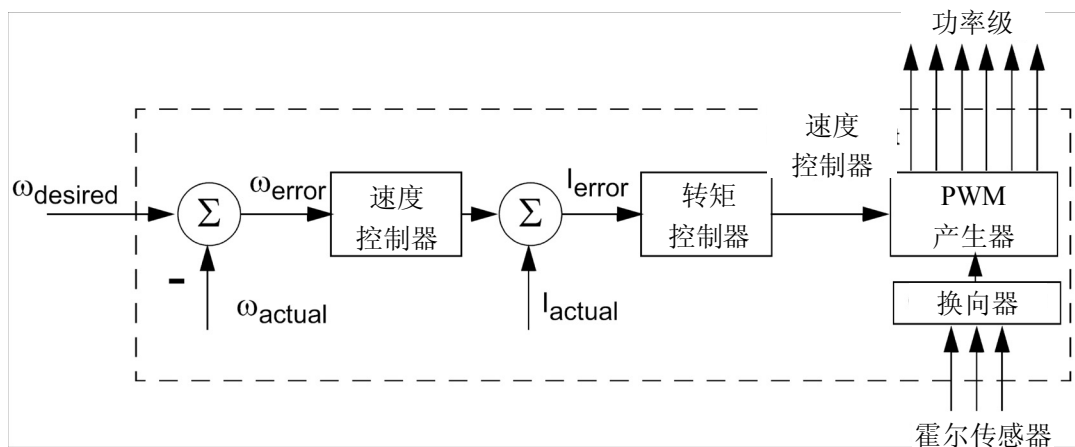 功率级
速度
控制器
t
ωdesired
Σ
ωerror
速度
控制器
Σ
Ierror
转矩
控制器
PWM
产生器
-
ωactual
Iactual
换向器
霍尔传感器